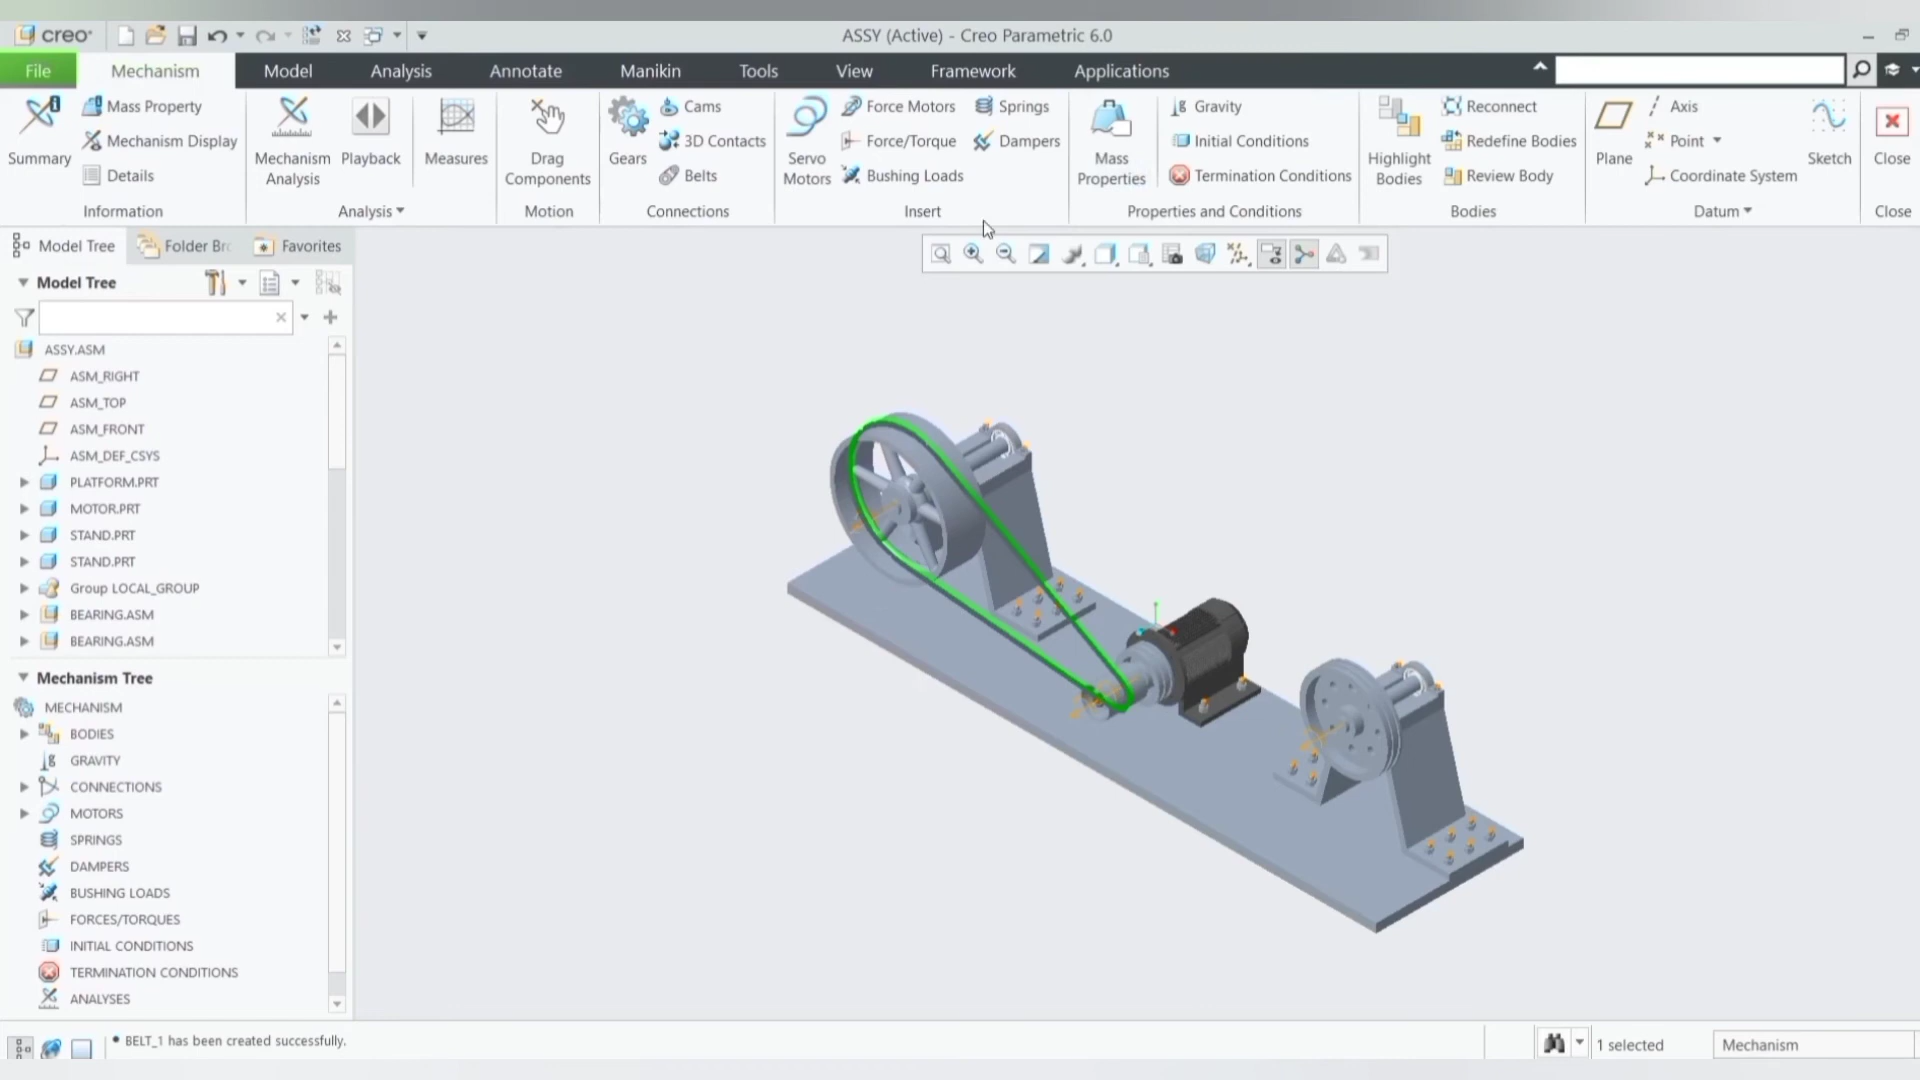 creo
ASSY (Active) - Creo Parametric 6.0
File Mechanism Model Analysis Annotate Manikin Tools View Framework Applications
Summary
Mass Property
Mechanism Display
Details
Information
Mechanism Analysis
Playback
Measures
Analysis
Drag Components
Motion
Gears
Cams
3D Contacts
Belts
Connections
Servo Motors
Force Motors
Force/Torque
Bushing Loads
Springs
Dampers
Insert
Mass Properties
Gravity
Initial Conditions
Termination Conditions
Properties and Conditions
Highlight Bodies
Reconnect
Redefine Bodies
Review Body
Bodies
Plane
Axis
Point
Coordinate System
Sketch
Datum
Close
Close
Model Tree Folder Br Favorites
Model Tree
ASSY.ASM
ASM_RIGHT
ASM_TOP
ASM_FRONT
ASM_DEF_CSYS
PLATFORM.PRT
MOTOR.PRT
STAND.PRT
STAND.PRT
Group LOCAL_GROUP
BEARING.ASM
BEARING.ASM
Mechanism Tree
MECHANISM
BODIES
GRAVITY
CONNECTIONS
MOTORS
SPRINGS
DAMPERS
BUSHING LOADS
FORCES/TORQUES
INITIAL CONDITIONS
TERMINATION CONDITIONS
ANALYSES
• BELT_1 has been created successfully.
1 selected
Mechanism